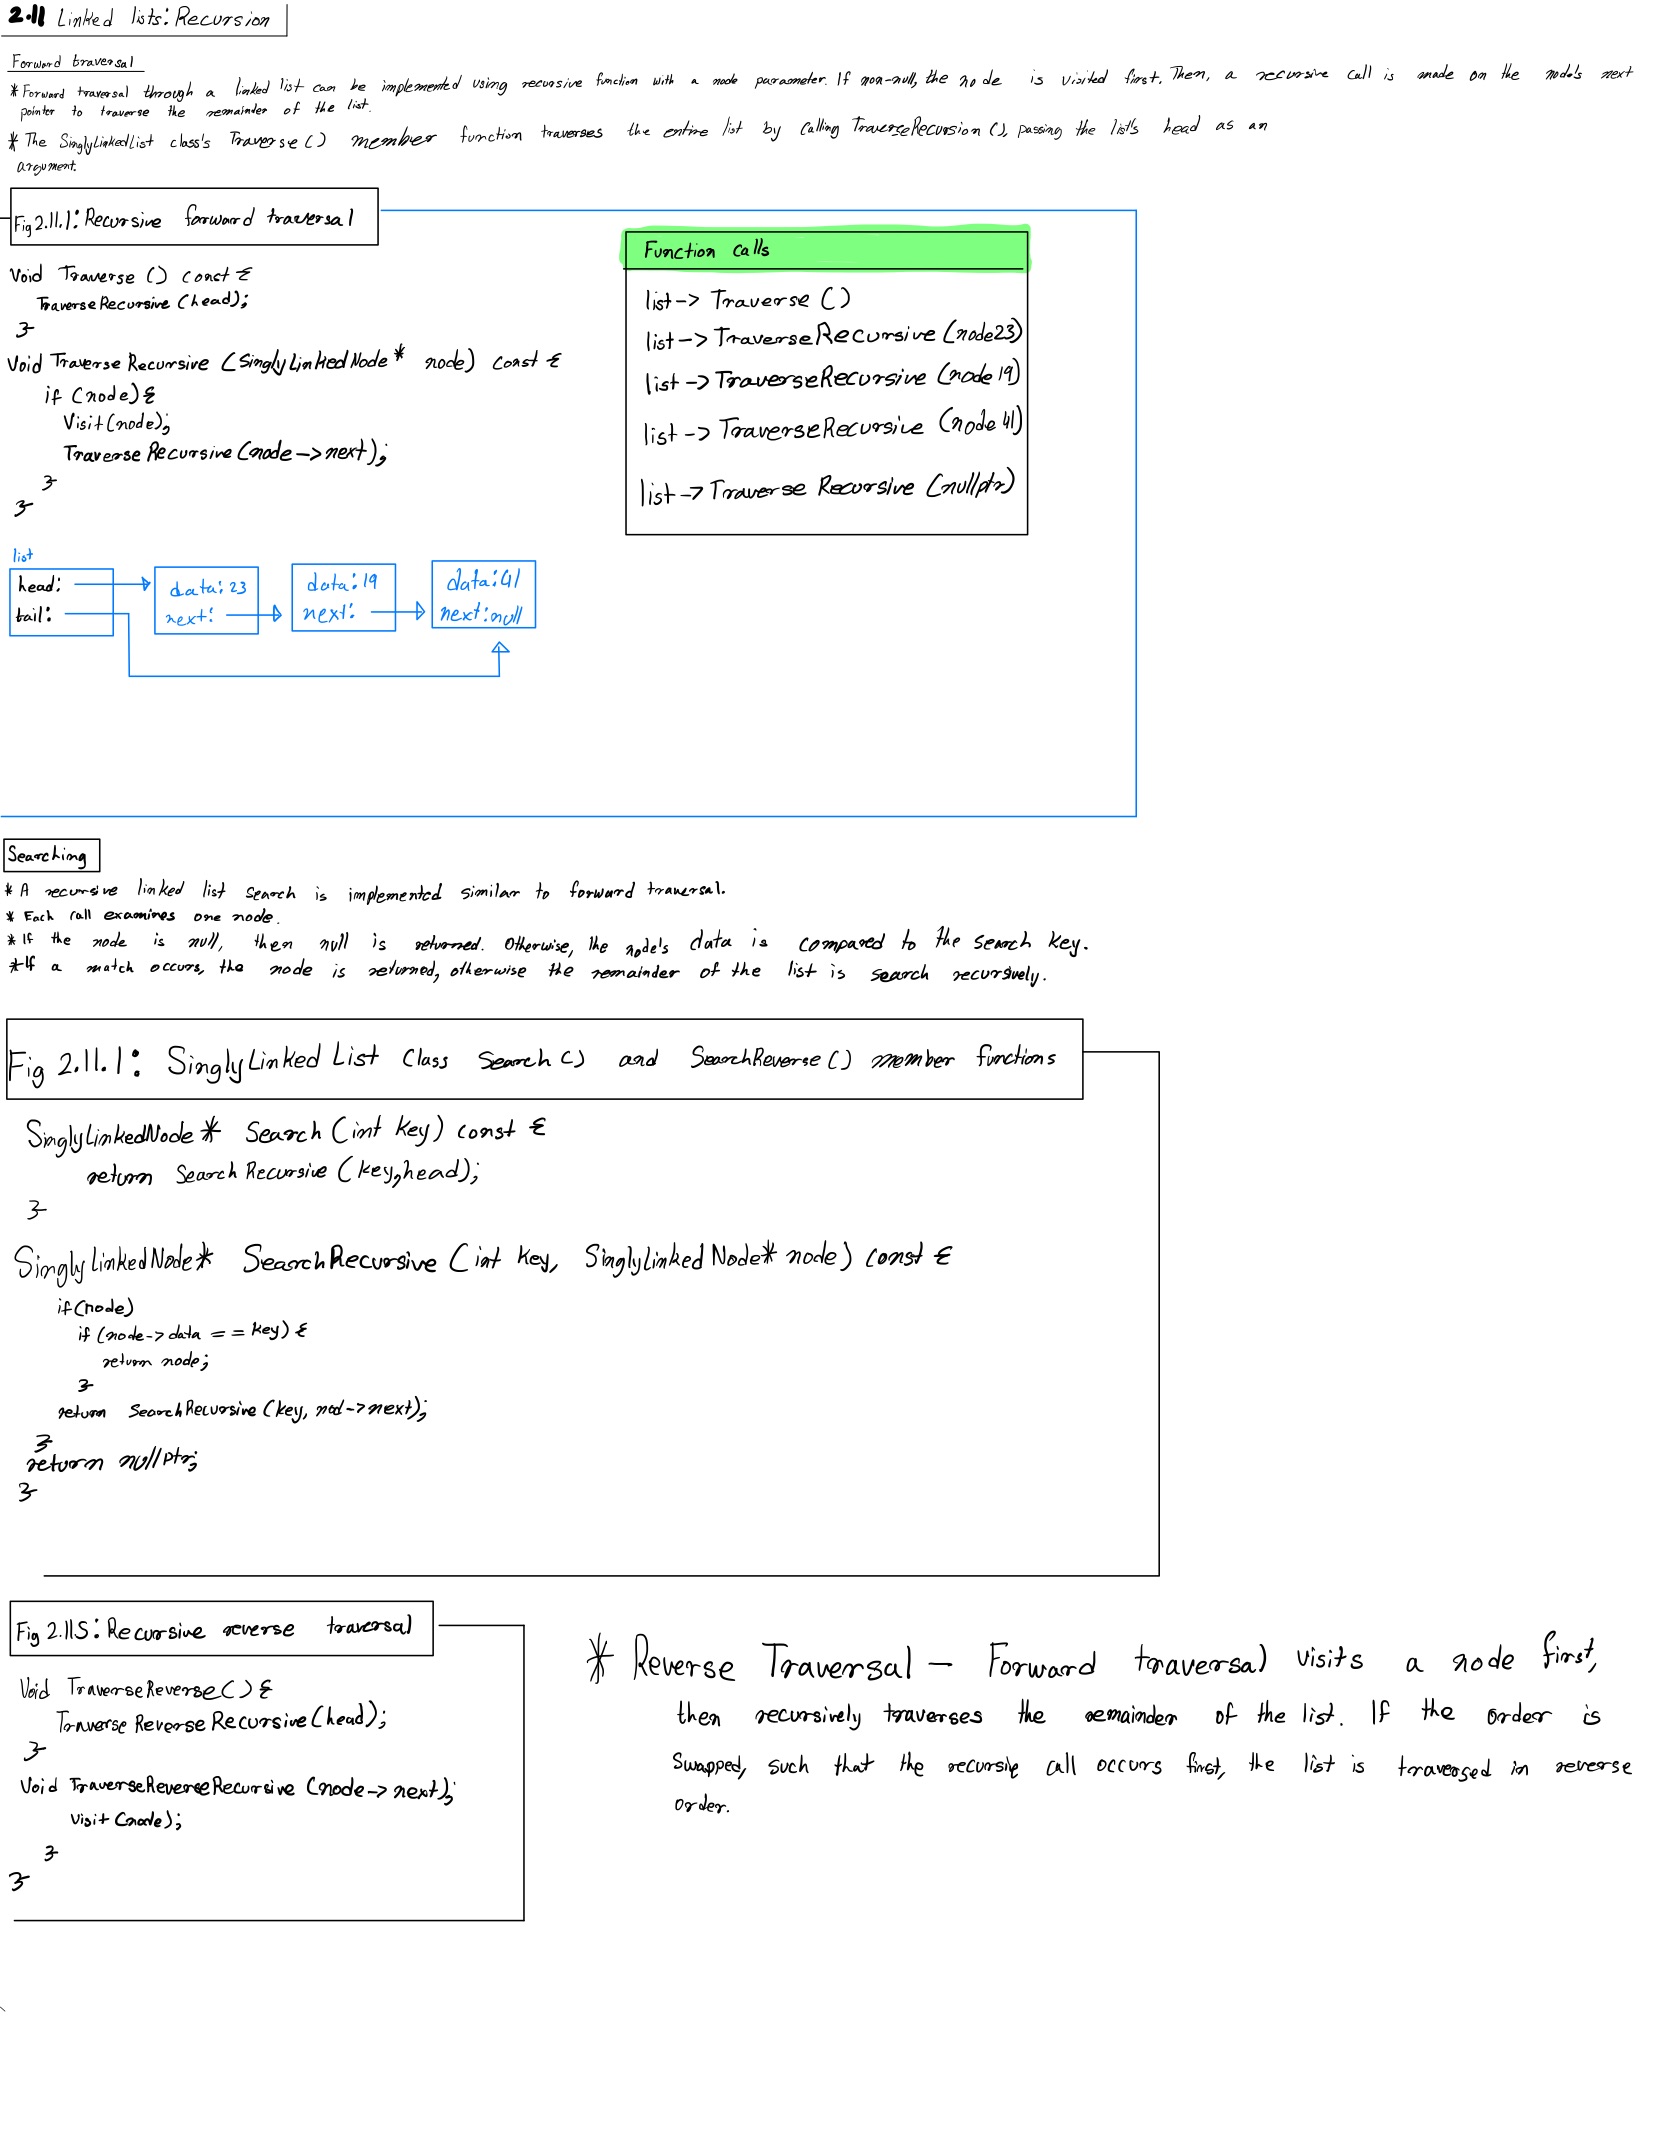 2.11 Linked lists: Recursion
Forward traversal
* Forward traversal through a linked list can be implemented using recursive function with a node parameter. If non-null, the node is visited first. Then, a recursive call is made on the node's next
pointer to traverse the remainder of the list.
* The SinglyLinkedList class's Traverse() member function traverses the entire list by calling TraverseRecursion(), passing the list's head as an
argument.
Fig 2.11.1: Recursive forward traversal
Void Traverse () const {
TraverseRecursive (head);
}
Void TraverseRecursive (SinglyLinkedNode* node) const {
if (node) {
Visit(node);
TraverseRecursive (node->next);
}
}
Function calls
list-> Traverse ()
list-> TraverseRecursive (node23)
list -> TraverseRecursive (node 19)
list -> TraverseRecursive (node 41)
list -> Traverse Recursive (nullptr)
list
head:
tail:
data: 23
next:
data: 19
next:
data: 41
next: null
Searching
* A recursive linked list search is implemented similar to forward traversal.
* Each call examines one node.
* If the node is null, then null is returned. Otherwise, the node's data is compared to the search key.
* If a match occurs, the node is returned, otherwise the remainder of the list is search recursively.
Fig 2.11.1: SinglyLinked List Class Search () and SearchReverse () member functions
SinglyLinkedNode * Search (int key) const {
return SearchRecursive (key, head);
}
SinglyLinkedNode* SearchRecursive (int key, SinglyLinkedNode* node) const {
if (node)
if (node-> data == key) {
return node;
}
return SearchRecursive (key, nod->next);
}
return nullptr;
}
Fig 2.11S: Recursive reverse traversal
Void TraverseReverse () {
Traverse Reverse Recursive (head);
}
Void TraverseReverseRecursive (node-> next);
visit (node);
}
}
* Reverse Traversal — Forward traversal visits a node first,
then recursively traverses the remainder of the list. If the order is
swapped, such that the recursive call occurs first, the list is traversed in reverse
order.